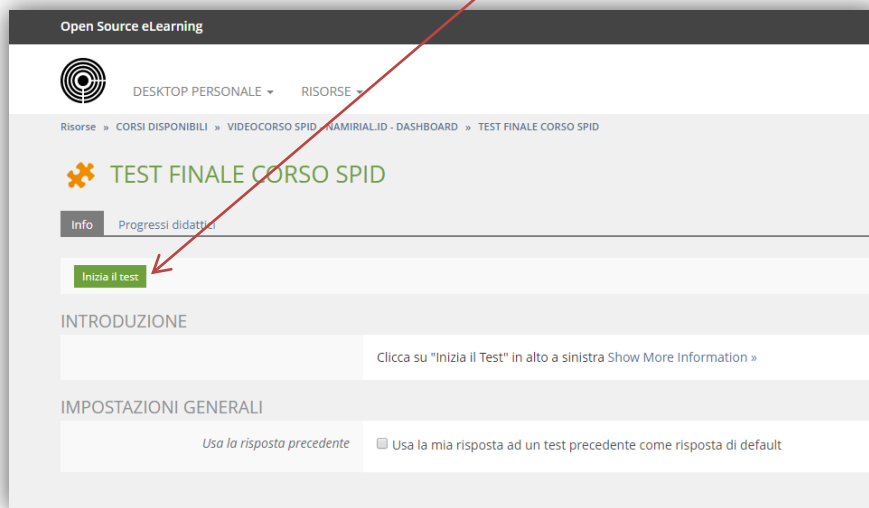 Open Source eLearning
DESKTOP PERSONALE RISORSE
Risorse » CORSI DISPONIBILI » VIDEOCORSO SPID - NAMIRIAL.ID - DASHBOARD » TEST FINALE CORSO SPID
TEST FINALE CORSO SPID
Info Progressi didattici
Inizia il test
INTRODUZIONE
Clicca su "Inizia il Test" in alto a sinistra Show More Information »
IMPOSTAZIONI GENERALI
Usa la risposta precedente Usa la mia risposta ad un test precedente come risposta di default